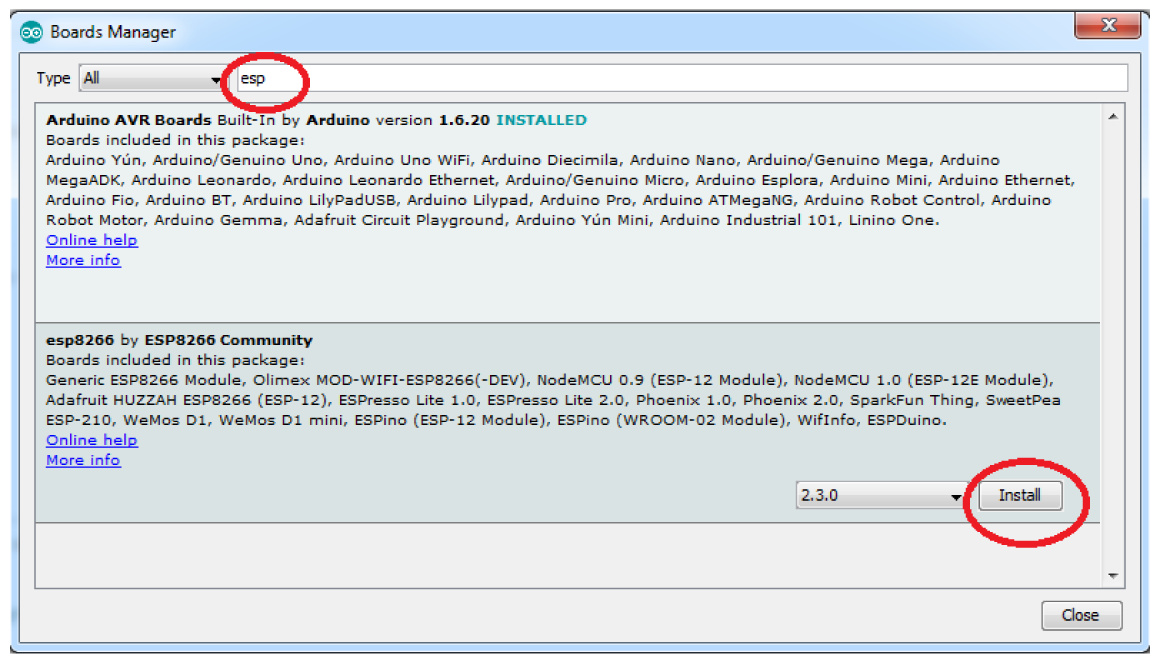 Boards Manager
Type All esp
Arduino AVR Boards Built-In by Arduino version 1.6.20 INSTALLED
Boards included in this package:
Arduino Yún, Arduino/Genuino Uno, Arduino Uno WiFi, Arduino Diecimila, Arduino Nano, Arduino/Genuino Mega, Arduino
MegaADK, Arduino Leonardo, Arduino Leonardo Ethernet, Arduino/Genuino Micro, Arduino Esplora, Arduino Mini, Arduino Ethernet,
Arduino Fio, Arduino BT, Arduino LilyPadUSB, Arduino Lilypad, Arduino Pro, Arduino ATMegaNG, Arduino Robot Control, Arduino
Robot Motor, Arduino Gemma, Adafruit Circuit Playground, Arduino Yún Mini, Arduino Industrial 101, Linino One.
Online help
More info
esp8266 by ESP8266 Community
Boards included in this package:
Generic ESP8266 Module, Olimex MOD-WIFI-ESP8266(-DEV), NodeMCU 0.9 (ESP-12 Module), NodeMCU 1.0 (ESP-12E Module),
Adafruit HUZZAH ESP8266 (ESP-12), ESPresso Lite 1.0, ESPresso Lite 2.0, Phoenix 1.0, Phoenix 2.0, SparkFun Thing, SweetPea
ESP-210, WeMos D1, WeMos D1 mini, ESPino (ESP-12 Module), ESPino (WROOM-02 Module), WifInfo, ESPDuino.
Online help
More info
2.3.0 Install
Close